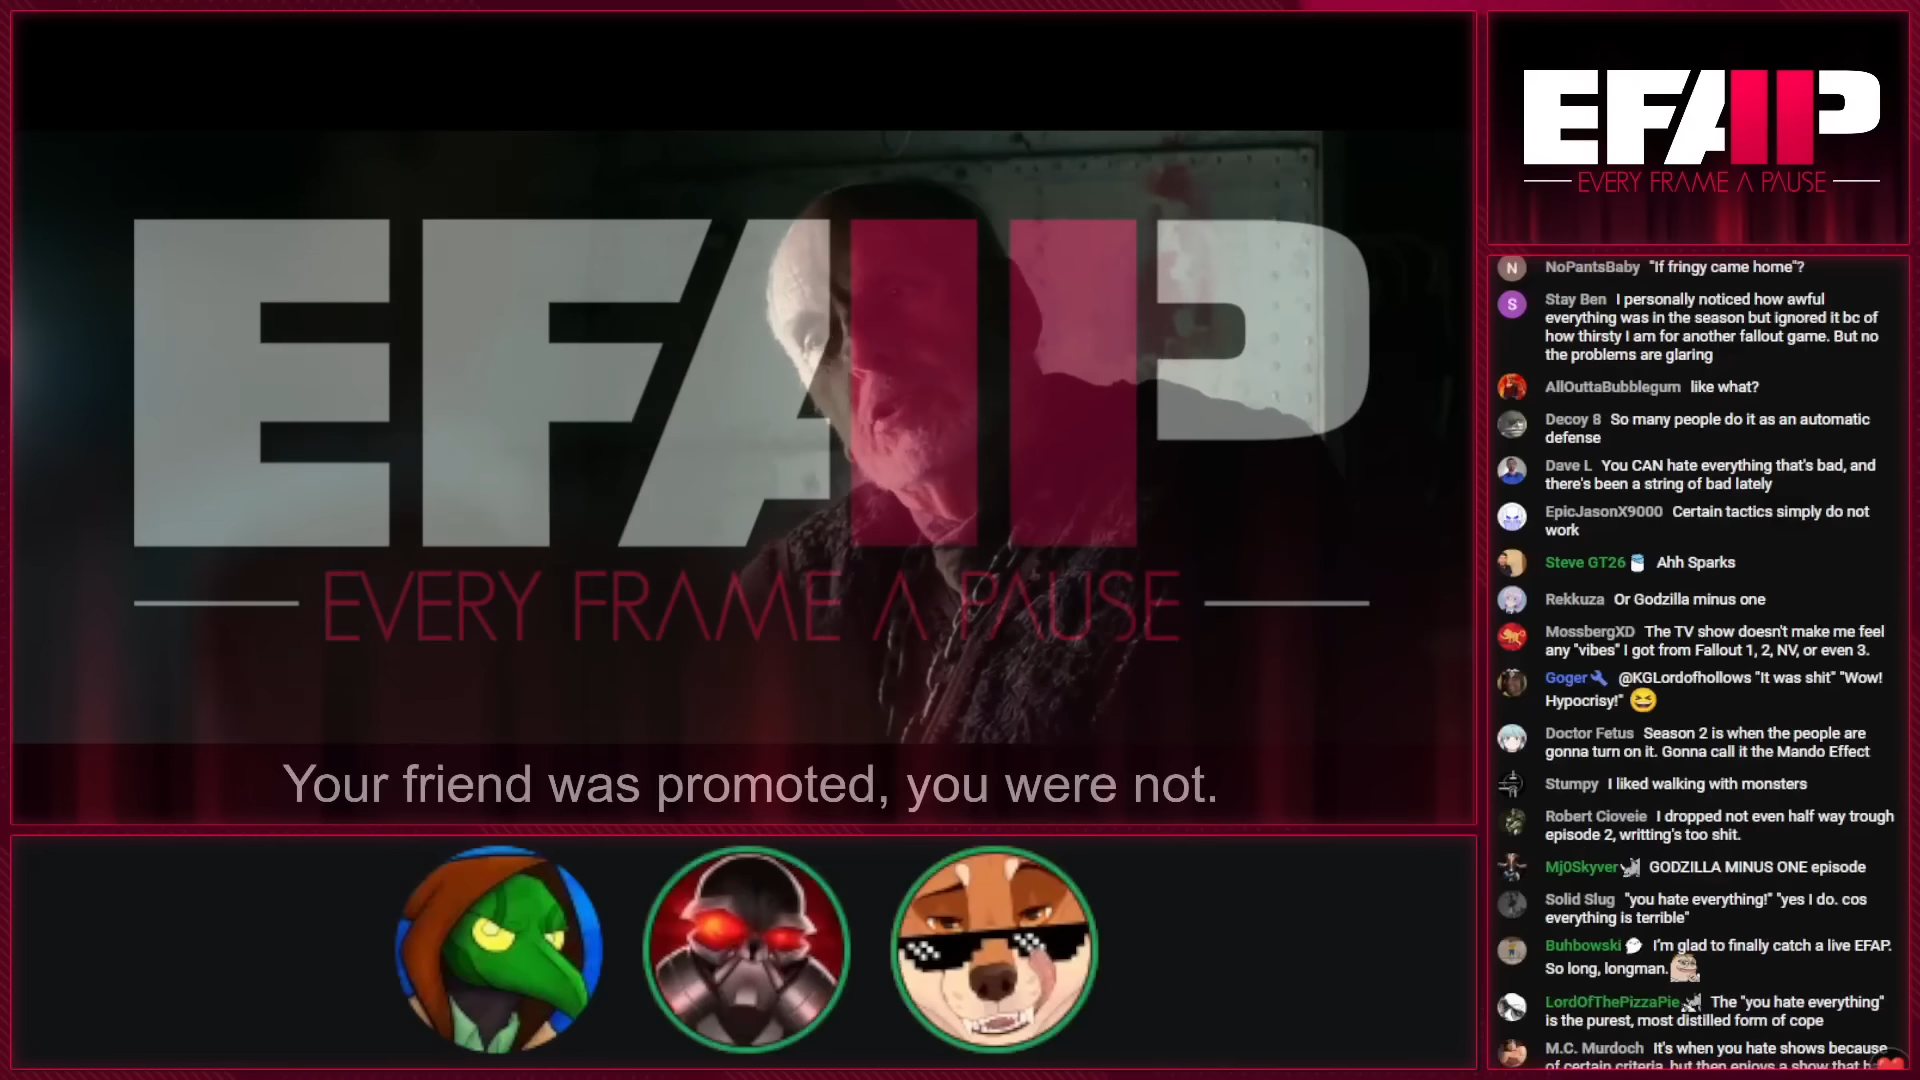 EFAP
EVERY FRAME A PAUSE
Your friend was promoted, you were not.
EFAP
EVERY FRAME A PAUSE
N
NoPantsBaby "If fringy came home"?
S
Stay Ben I personally noticed how awful
everything was in the season but ignored it bc of
how thirsty I am for another fallout game. But no
the problems are glaring
AllOuttaBubblegum like what?
Decoy 8 So many people do it as an automatic
defense
Dave L You CAN hate everything that's bad, and
there's been a string of bad lately
EpicJasonX9000 Certain tactics simply do not
work
Steve GT26 Ahh Sparks
Rekkuza Or Godzilla minus one
MossbergXD The TV show doesn't make me feel
any "vibes" I got from Fallout 1, 2, NV, or even 3.
Goger @KGLordofhollows "It was shit" "Wow!
Hypocrisy!"
Doctor Fetus Season 2 is when the people are
gonna turn on it. Gonna call it the Mando Effect
Stumpy I liked walking with monsters
Robert Cioveie I dropped not even half way trough
episode 2, writting's too shit.
Mj0Skyver GODZILLA MINUS ONE episode
Solid Slug "you hate everything!" "yes I do. cos
everything is terrible"
Buhbowski I'm glad to finally catch a live EFAP.
So long, longman.
LordOfThePizzaPie The "you hate everything"
is the purest, most distilled form of cope
M.C. Murdoch It's when you hate shows because
of certain criteria, but then enjoys a show that